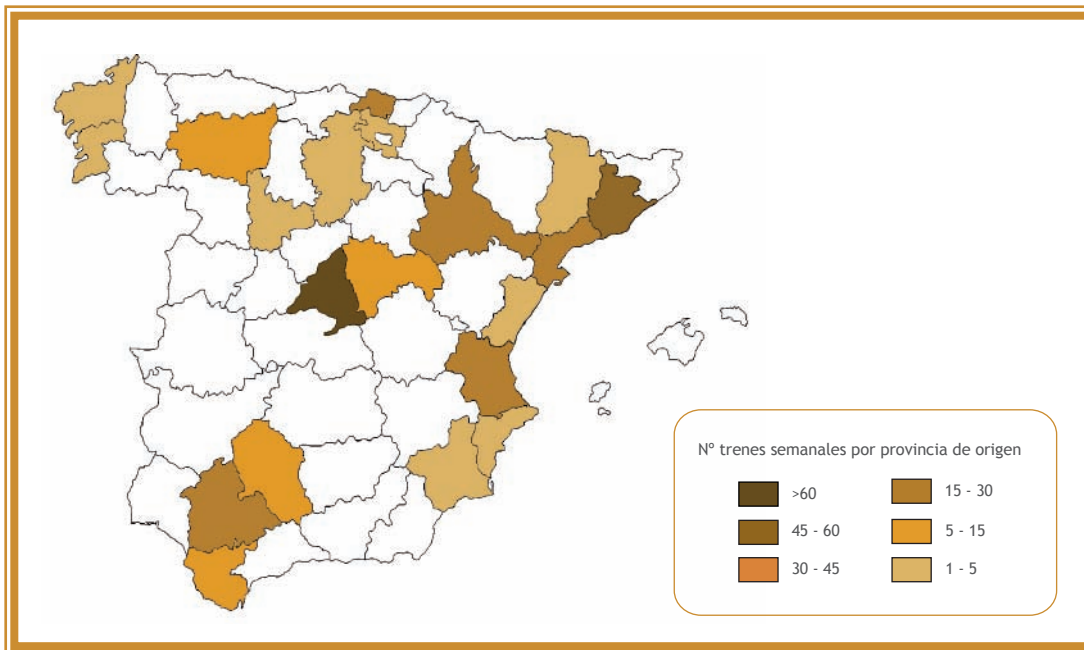 Nº trenes semanales por provincia de origen
>60
15 - 30
45 - 60
5 - 15
30 - 45
1 - 5